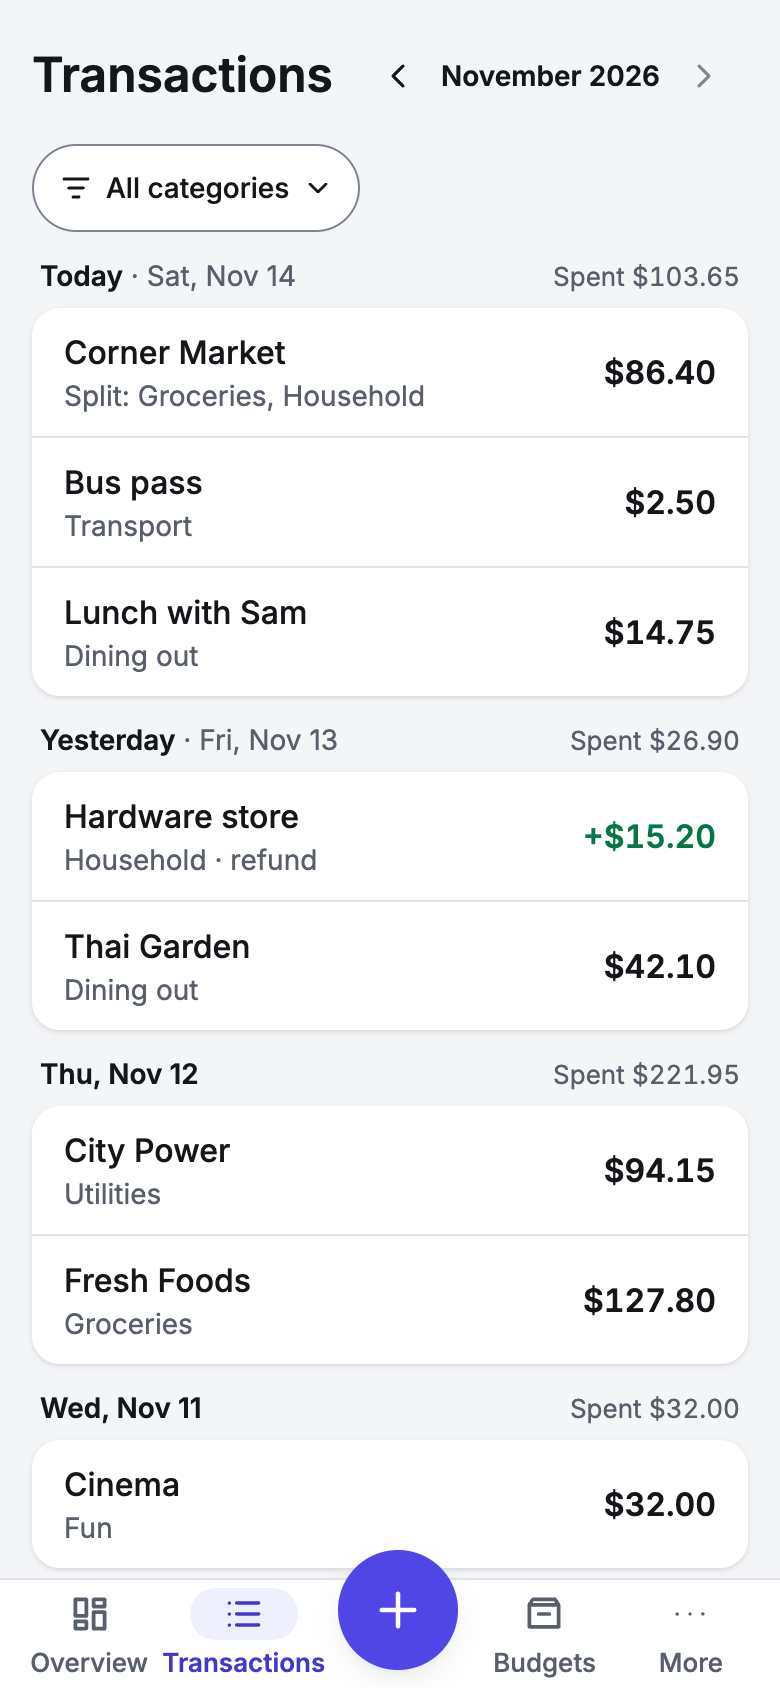 Transactions
November 2026
All categories
Today · Sat, Nov 14
Spent $103.65
Corner Market
Split: Groceries, Household
$86.40
Bus pass
Transport
$2.50
Lunch with Sam
Dining out
$14.75
Yesterday · Fri, Nov 13
Spent $26.90
Hardware store
Household · refund
+$15.20
Thai Garden
Dining out
$42.10
Thu, Nov 12
Spent $221.95
City Power
Utilities
$94.15
Fresh Foods
Groceries
$127.80
Wed, Nov 11
Spent $32.00
Cinema
Fun
$32.00
Overview
Transactions
Budgets
More